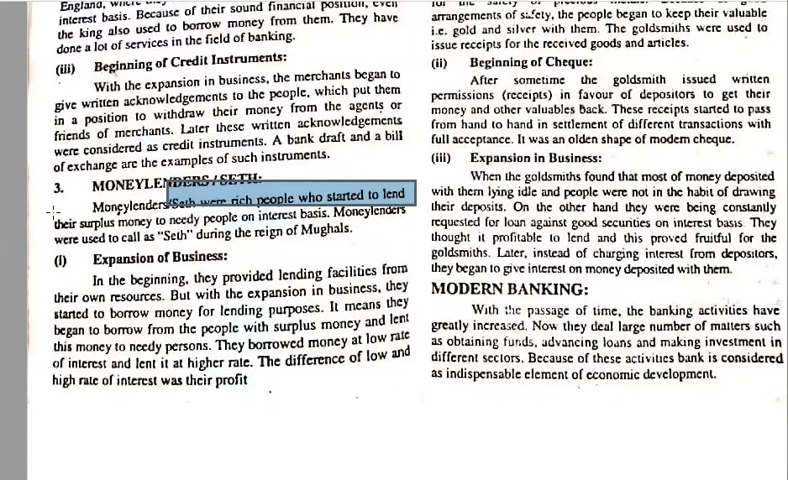 England, where
interest basis. Because of their sound financial position, even
the king also used to borrow money from them. They have
done a lot of services in the field of banking.
(iii) Beginning of Credit Instruments:
With the expansion in business, the merchants began to
give written acknowledgements to the people, which put them
in a position to withdraw their money from the agents or
friends of merchants. Later these written acknowledgements
were considered as credit instruments. A bank draft and a bill
of exchange are the examples of such instruments.
3. MONEYLENDERS / SETH:
Moneylenders/Seth were rich people who started to lend
their surplus money to needy people on interest basis. Moneylenders
were used to call as "Seth" during the reign of Mughals.
(i) Expansion of Business:
In the beginning, they provided lending facilities from
their own resources. But with the expansion in business, they
started to borrow money for lending purposes. It means they
began to borrow from the people with surplus money and lent
this money to needy persons. They borrowed money at low rate
of interest and lent it at higher rate. The difference of low and
high rate of interest was their profit
arrangements of safety, the people began to keep their valuable
i.e. gold and silver with them. The goldsmiths were used to
issue receipts for the received goods and articles.
(ii) Beginning of Cheque:
After sometime the goldsmith issued written
permissions (receipts) in favour of depositors to get their
money and other valuables back. These receipts started to pass
from hand to hand in settlement of different transactions with
full acceptance. It was an olden shape of modern cheque.
(iii) Expansion in Business:
When the goldsmiths found that most of money deposited
with them lying idle and people were not in the habit of drawing
their deposits. On the other hand they were being constantly
requested for loan against good securities on interest basis. They
thought it profitable to lend and this proved fruitful for the
goldsmiths. Later, instead of charging interest from depositors,
they began to give interest on money deposited with them.
MODERN BANKING:
With the passage of time, the banking activities have
greatly increased. Now they deal large number of matters such
as obtaining funds, advancing loans and making investment in
different sectors. Because of these activities bank is considered
as indispensable element of economic development.